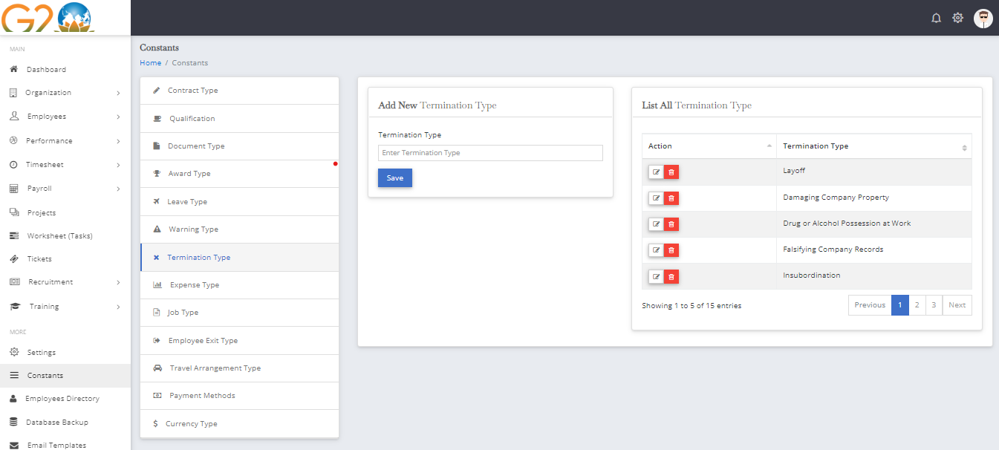 G20
MAIN
Dashboard
Organization
Employees
Performance
Timesheet
Payroll
Projects
Worksheet (Tasks)
Tickets
Recruitment
Training
MORE
Settings
Constants
Employees Directory
Database Backup
Email Templates
Constants
Home / Constants
Contract Type
Qualification
Document Type
Award Type
Leave Type
Warning Type
Termination Type
Expense Type
Job Type
Employee Exit Type
Travel Arrangement Type
Payment Methods
$ Currency Type
Add New Termination Type
Termination Type
Enter Termination Type
Save
List All Termination Type
Action Termination Type
Layoff
Damaging Company Property
Drug or Alcohol Possession at Work
Falsifying Company Records
Insubordination
Showing 1 to 5 of 15 entries
Previous 1 2 3 Next